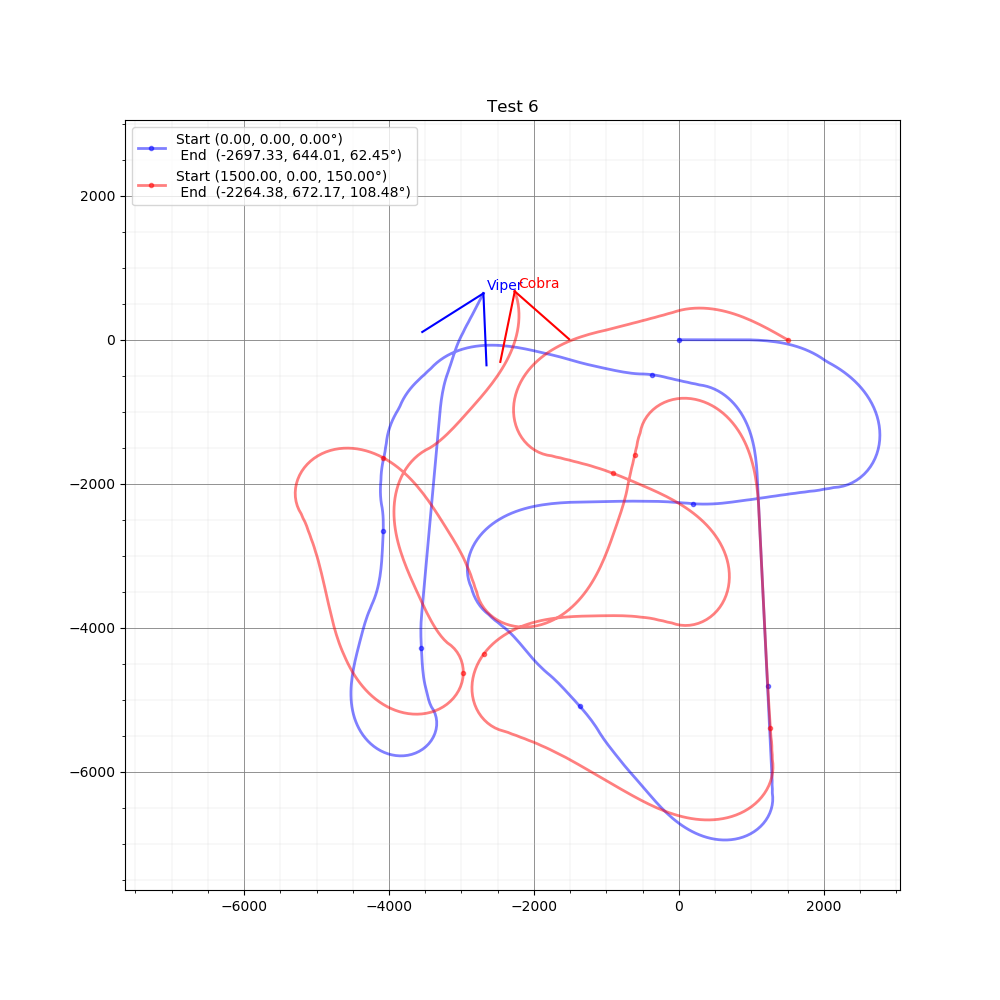 Test 6
Start (0.00, 0.00, 0.00°)
End (-2697.33, 644.01, 62.45°)
Start (1500.00, 0.00, 150.00°)
End (-2264.38, 672.17, 108.48°)
2000
Viper
Cobra
0
−2000
−4000
−6000
−6000 −4000 −2000 0 2000